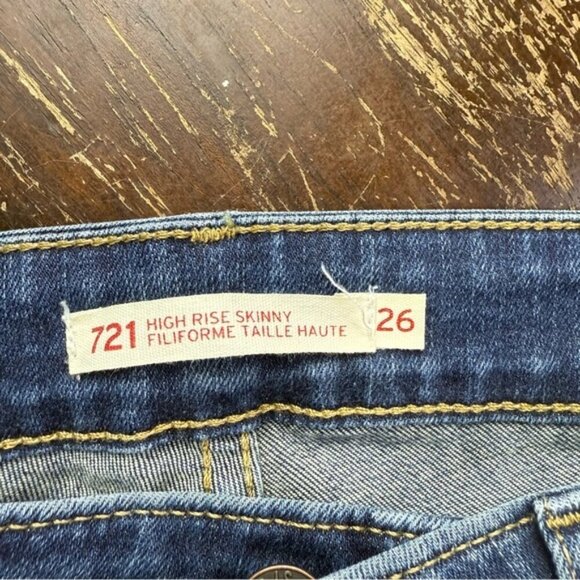 721 HIGH RISE SKINNY
FILIFORME TAILLE HAUTE
26